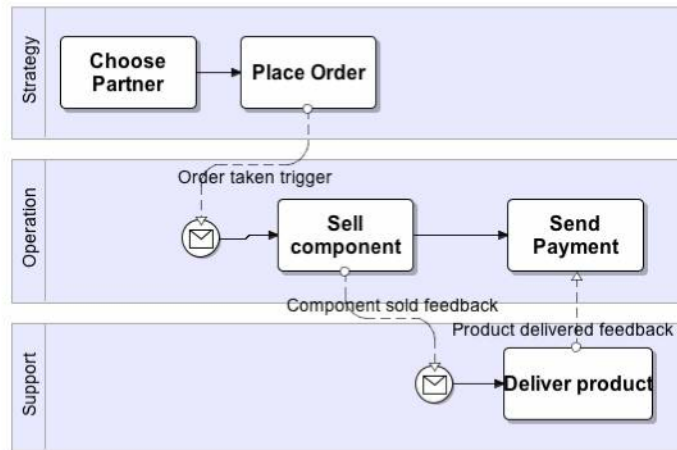 Strategy
Choose
Partner
Place Order
Order taken trigger
Operation
Sell
component
Send
Payment
Component sold feedback
Product delivered feedback
Support
Deliver product